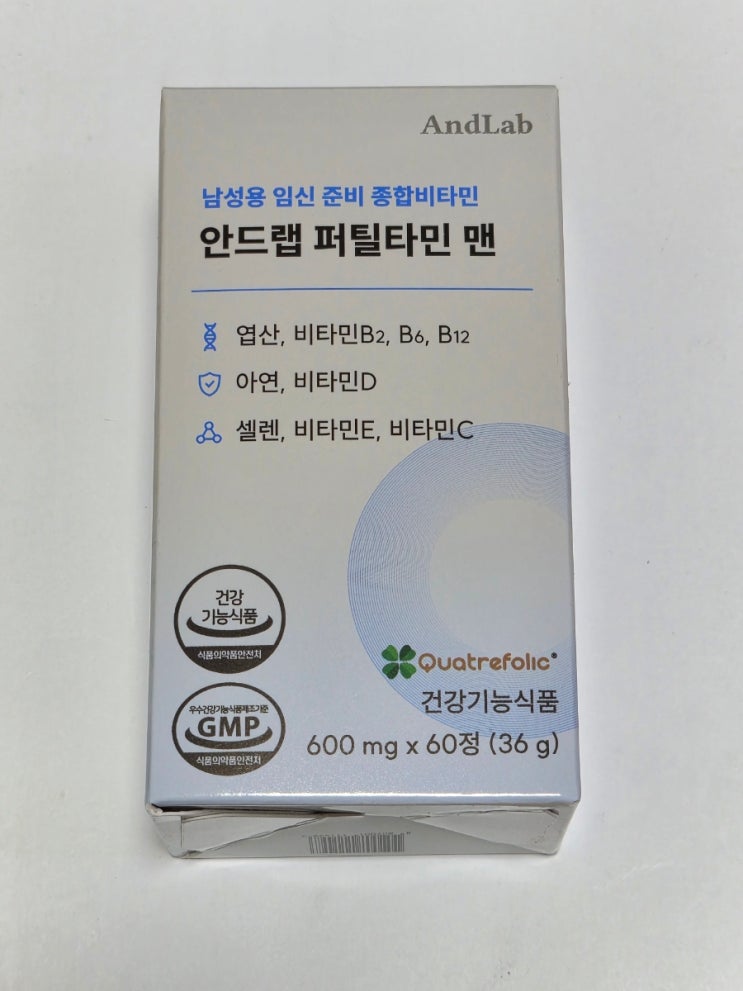 AndLab
남성용 임신 준비 종합비타민
안드랩 퍼틸타민 맨
엽산, 비타민B2, B6, B12
아연, 비타민D
셀렌, 비타민E, 비타민C
건강
기능식품
식품의약품안전처
우수건강기능식품제조기준
GMP
식품의약품안전처
Quatrefolic®
건강기능식품
600 mg x 60정 (36 g)